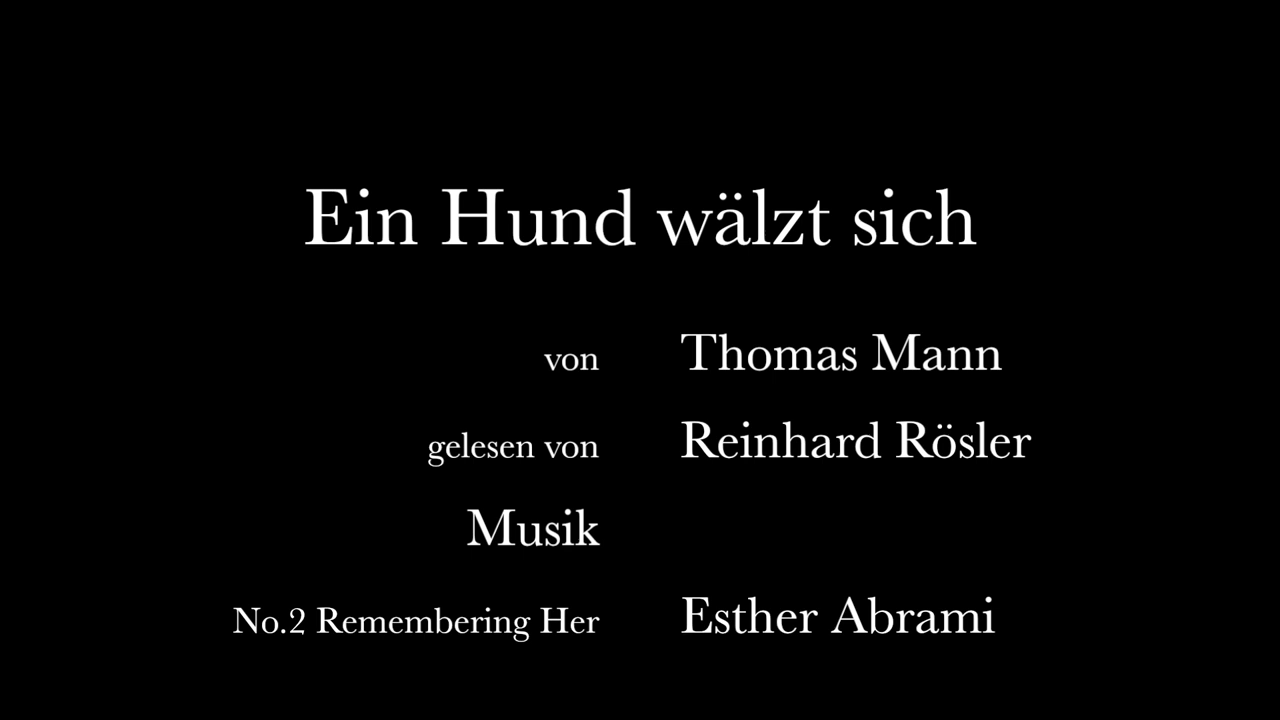 Ein Hund wälzt sich
von Thomas Mann
gelesen von Reinhard Rösler
Musik
No.2 Remembering Her Esther Abrami